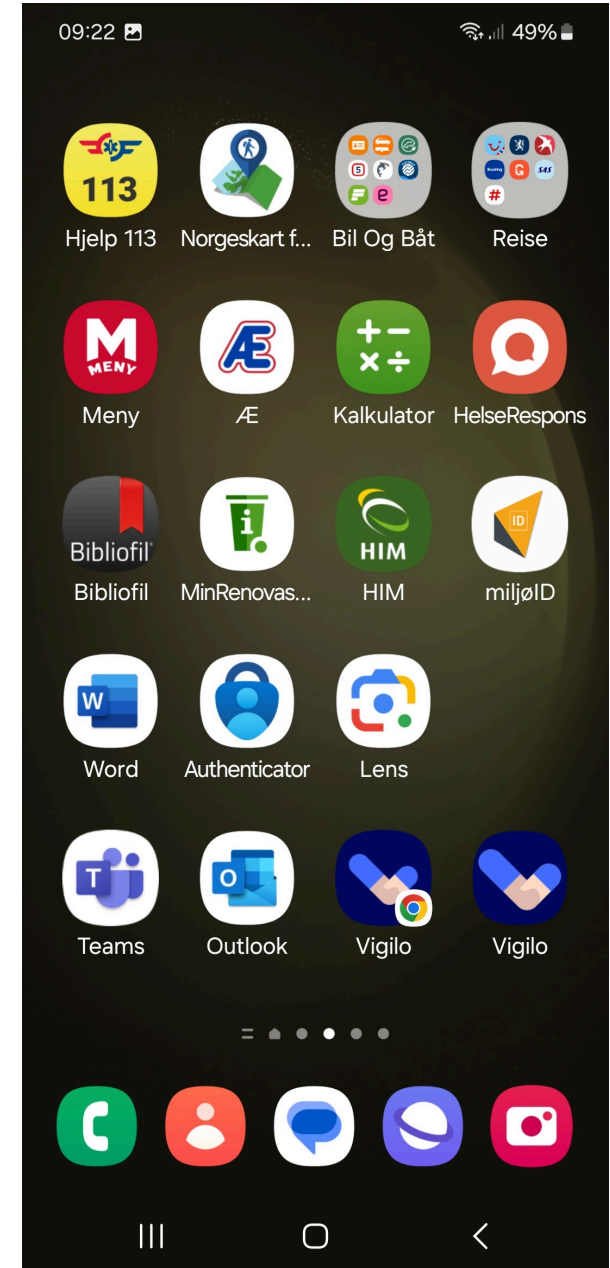 09:22 49%
113
Hjelp 113 Norgeskart f... Bil Og Båt Reise
M
MENY
Æ
Meny Æ Kalkulator HelseRespons
Bibliofil
i
HIM
ID
Bibliofil MinRenovas... HIM miljøID
W
Word Authenticator Lens
T
O
Teams Outlook Vigilo Vigilo